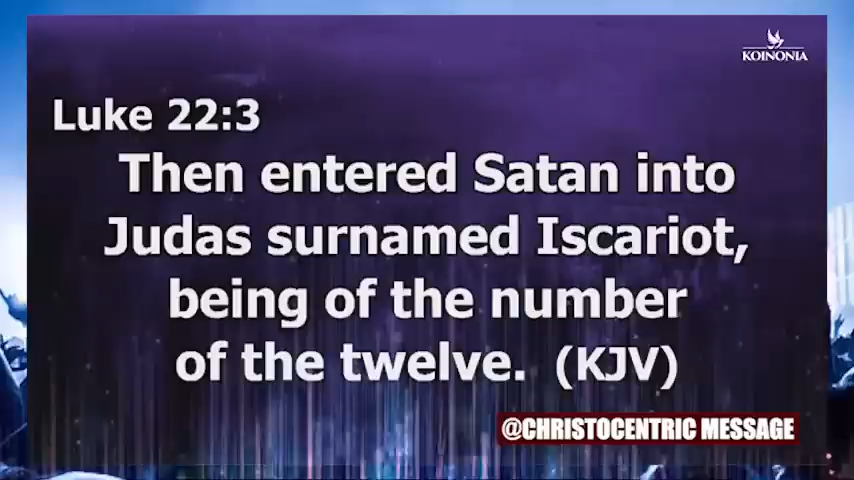 KOINONIA
Luke 22:3
Then entered Satan into
Judas surnamed Iscariot,
being of the number
of the twelve. (KJV)
@CHRISTOCENTRIC MESSAGE